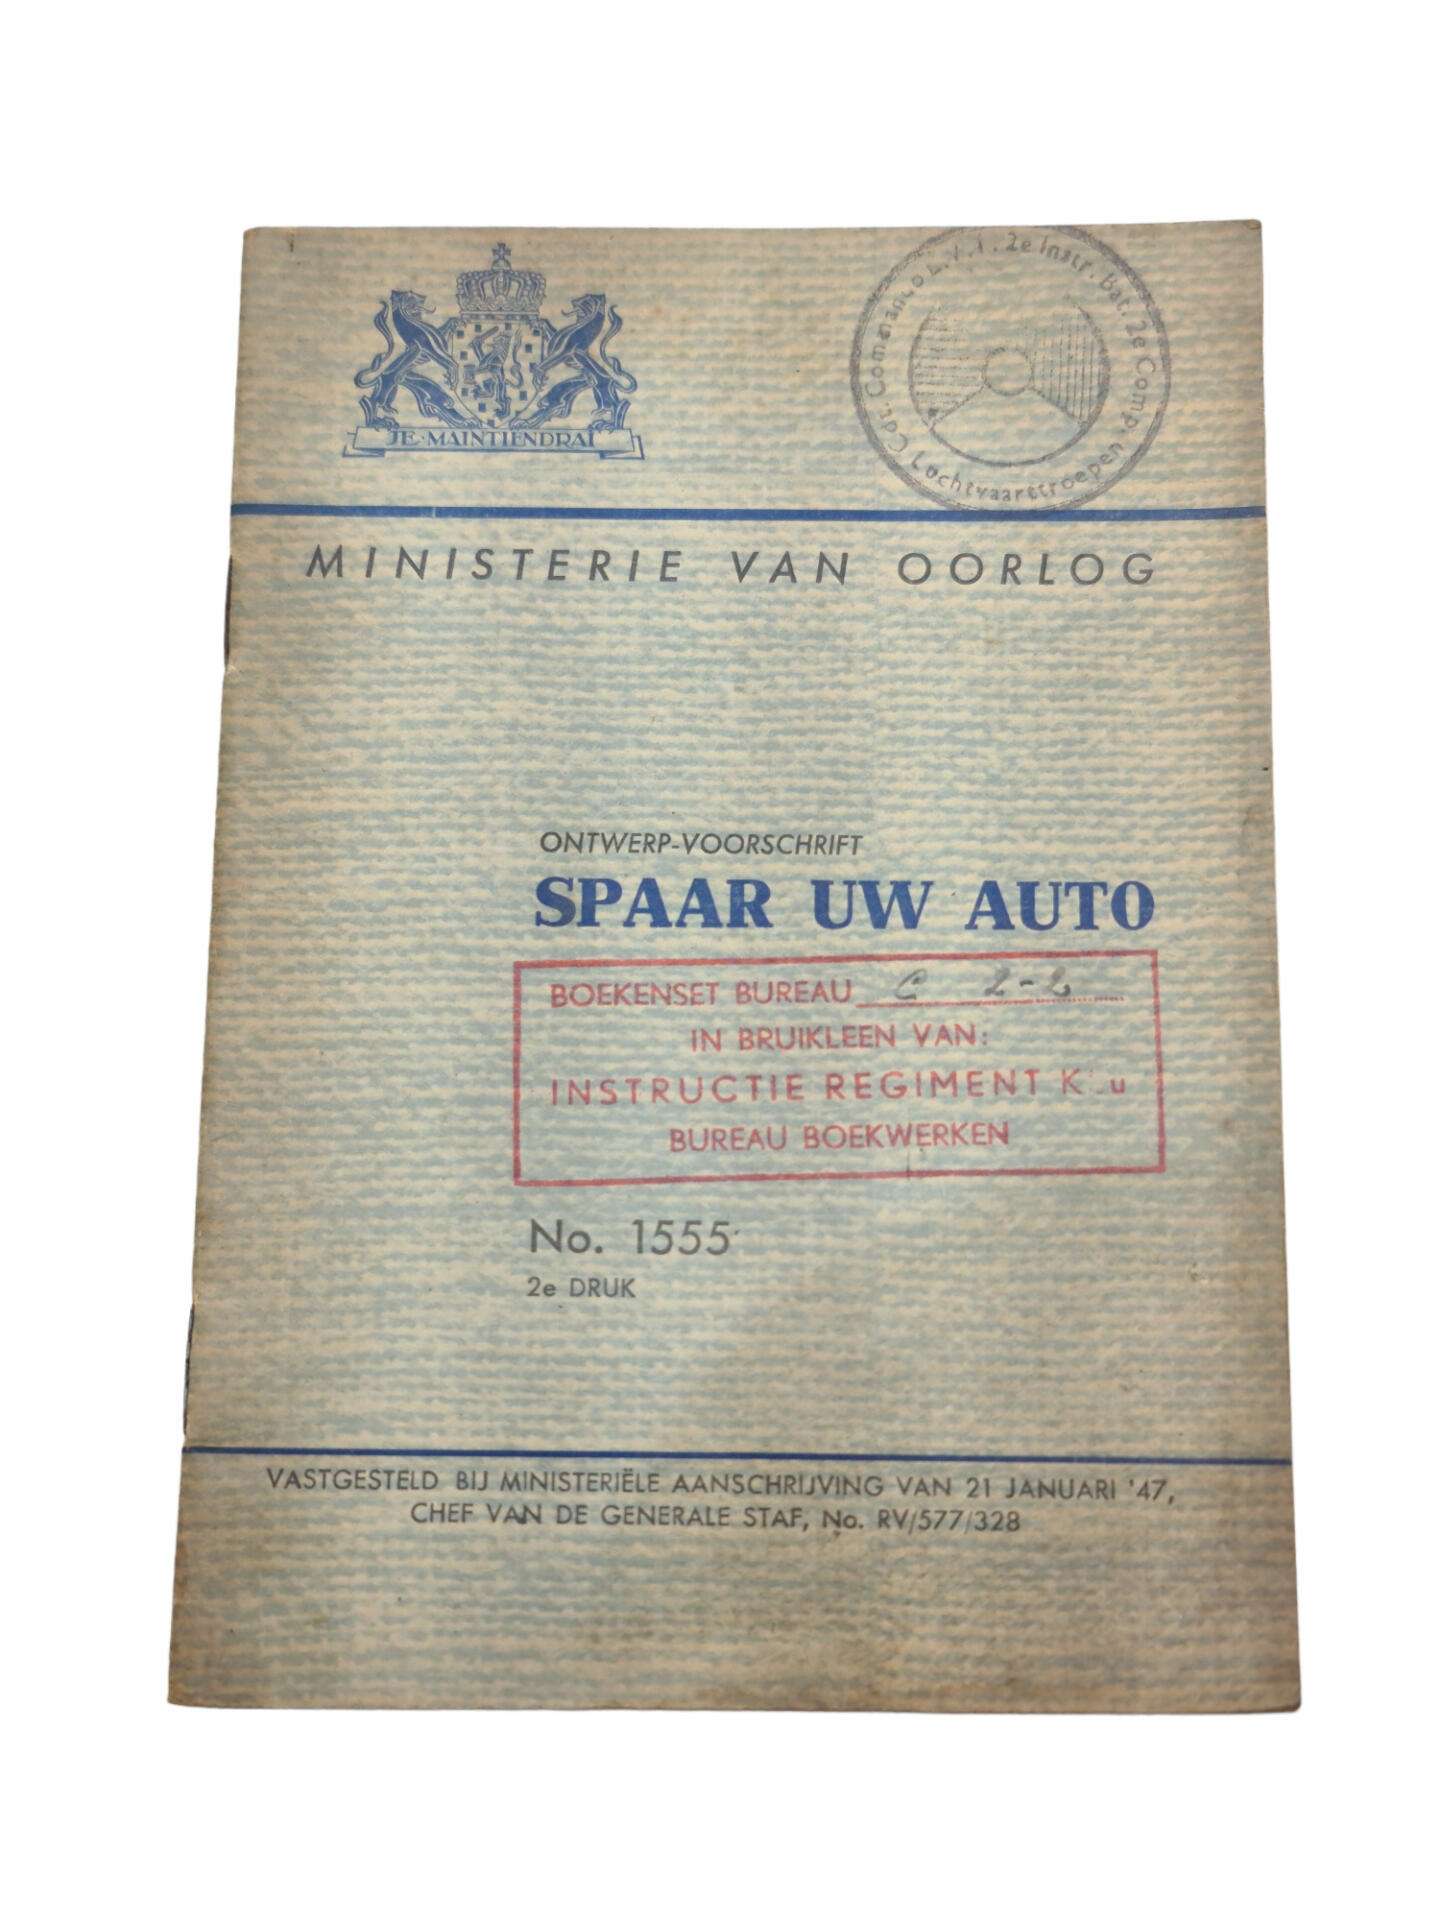 JE·MAINTIENDRAI
2e Instr. Bat. 2e Comp.
Luchtvaarttroepen
MINISTERIE VAN OORLOG
ONTWERP-VOORSCHRIFT
SPAAR UW AUTO
BOEKENSET BUREAU C 2-2
IN BRUIKLEEN VAN:
INSTRUCTIE REGIMENT
BUREAU BOEKWERKEN
No. 1555
2e DRUK
VASTGESTELD BIJ MINISTERIËLE AANSCHRIJVING VAN 21 JANUARI '47,
CHEF VAN DE GENERALE STAF, No. RV/577/328